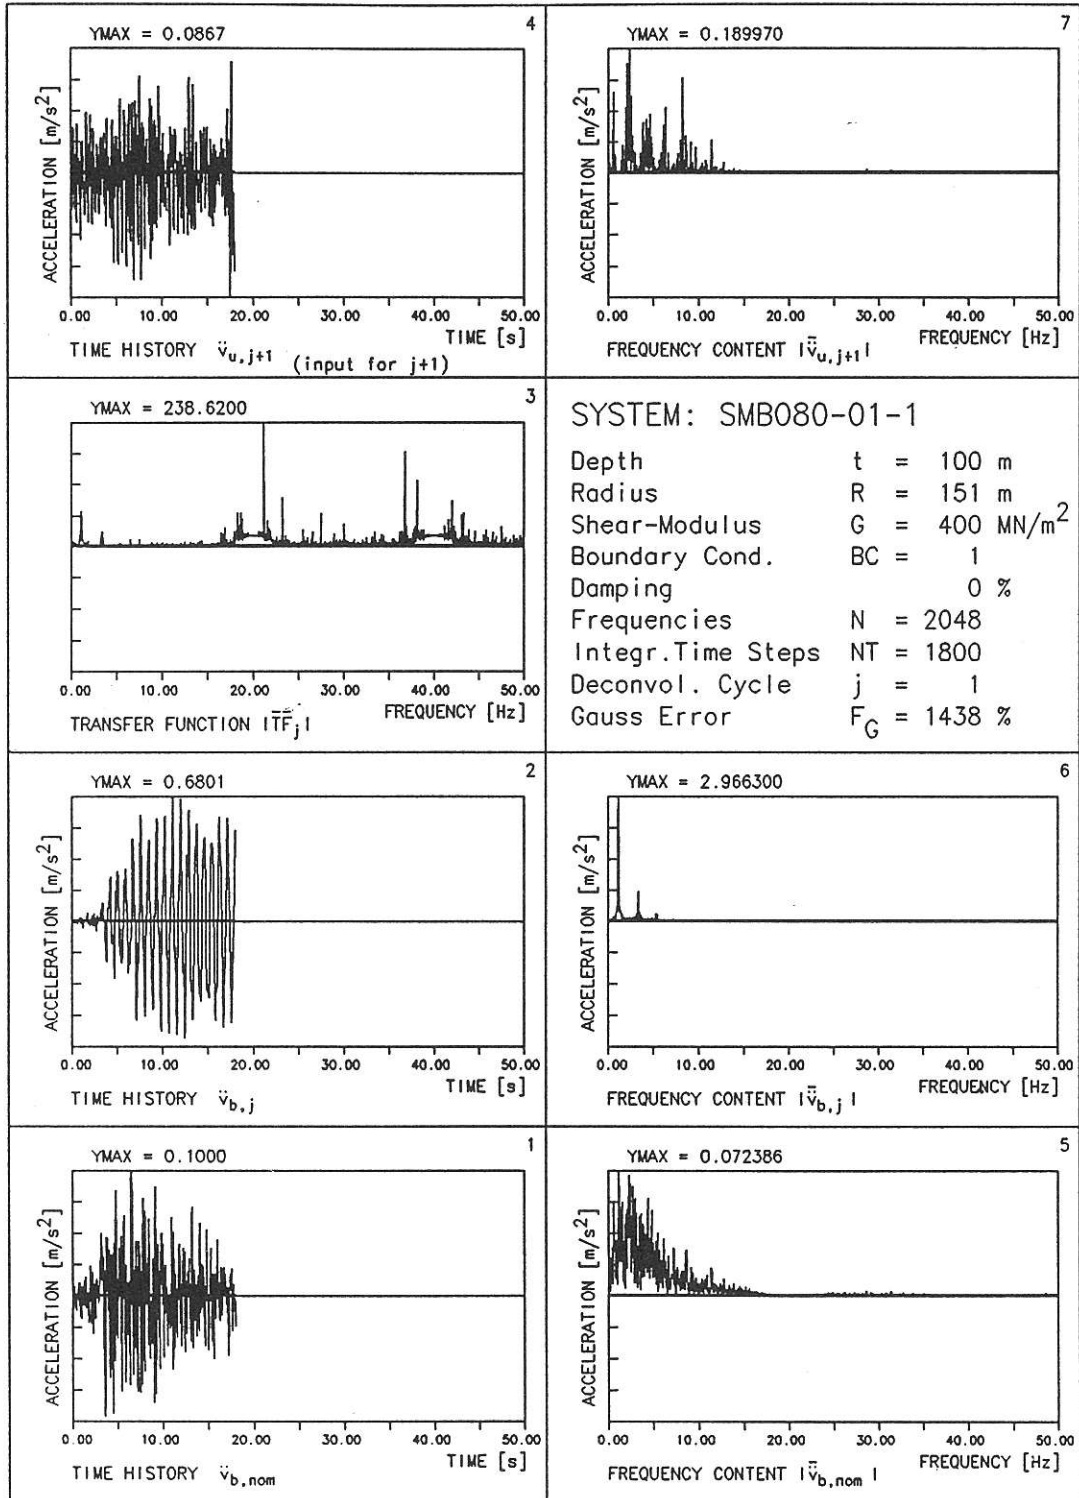 4
YMAX = 0.0867
ACCELERATION [m/s²]
0.00 10.00 20.00 30.00 40.00 50.00
TIME [s]
TIME HISTORY v̈u,j+1 (input for j+1)
7
YMAX = 0.189970
ACCELERATION [m/s²]
0.00 10.00 20.00 30.00 40.00 50.00
FREQUENCY [Hz]
FREQUENCY CONTENT |v̈̄u,j+1|
3
YMAX = 238.6200
0.00 10.00 20.00 30.00 40.00 50.00
FREQUENCY [Hz]
TRANSFER FUNCTION |T̄F̄j|
SYSTEM: SMB080-01-1
Depth t = 100 m
Radius R = 151 m
Shear-Modulus G = 400 MN/m²
Boundary Cond. BC = 1
Damping 0 %
Frequencies N = 2048
Integr.Time Steps NT = 1800
Deconvol. Cycle j = 1
Gauss Error FG = 1438 %
2
YMAX = 0.6801
ACCELERATION [m/s²]
0.00 10.00 20.00 30.00 40.00 50.00
TIME [s]
TIME HISTORY v̈b,j
6
YMAX = 2.966300
ACCELERATION [m/s²]
0.00 10.00 20.00 30.00 40.00 50.00
FREQUENCY [Hz]
FREQUENCY CONTENT |v̈̄b,j|
1
YMAX = 0.1000
ACCELERATION [m/s²]
0.00 10.00 20.00 30.00 40.00 50.00
TIME [s]
TIME HISTORY v̈b,nom
5
YMAX = 0.072386
ACCELERATION [m/s²]
0.00 10.00 20.00 30.00 40.00 50.00
FREQUENCY [Hz]
FREQUENCY CONTENT |v̈̄b,nom|